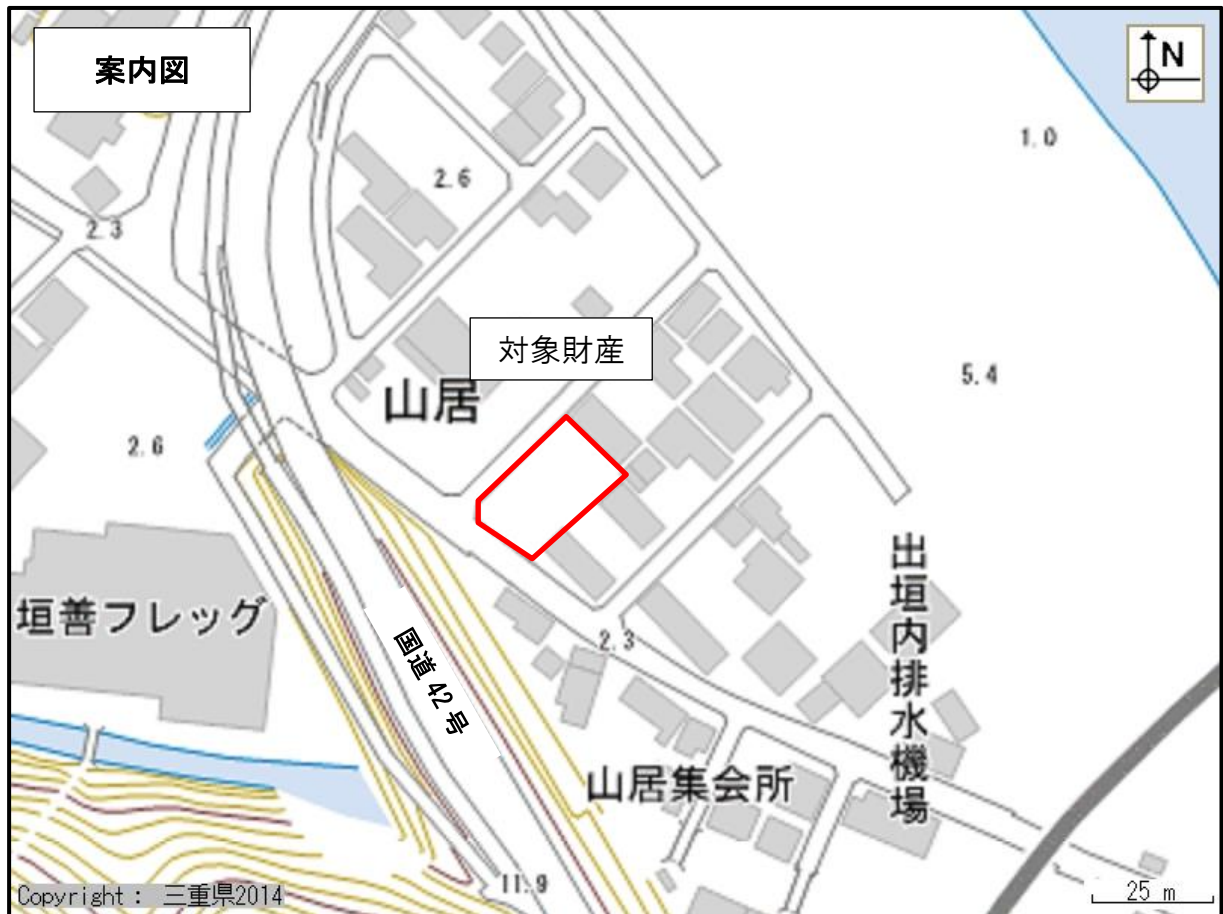 案内図
N
1.0
2.6
2.3
対象財産
5.4
山居
2.6
出垣内排水機場
垣善フレッグ
国道42号
2.3
山居集会所
11.9
Copyright： 三重県2014
25 m